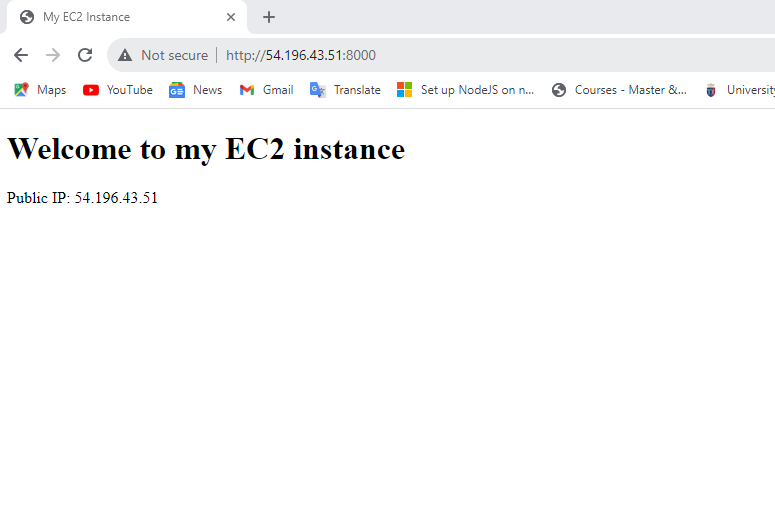 My EC2 Instance
Not secure | http://54.196.43.51:8000
Maps YouTube News Gmail Translate Set up NodeJS on n... Courses - Master &... University
Welcome to my EC2 instance
Public IP: 54.196.43.51